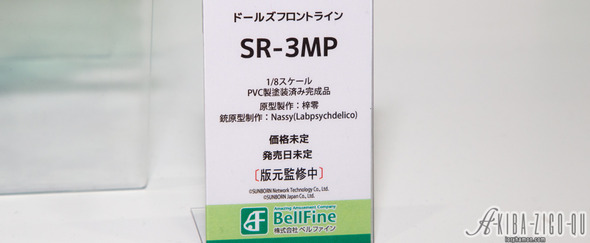 ドールズフロントライン
SR-3MP
1/8スケール
PVC製塗装済み完成品
原型製作：梓零
銃原型制作：Nassy(Labpsychdelico)
価格未定
発売日未定
〔版元監修中〕
©SUNBORN Network Technology Co., Ltd.
©SUNBORN Japan Co., Ltd.
Amazing Amusement Company
BellFine
株式会社 ベルファイン
AKIBA-ZIGO-QU
luryhamon.com